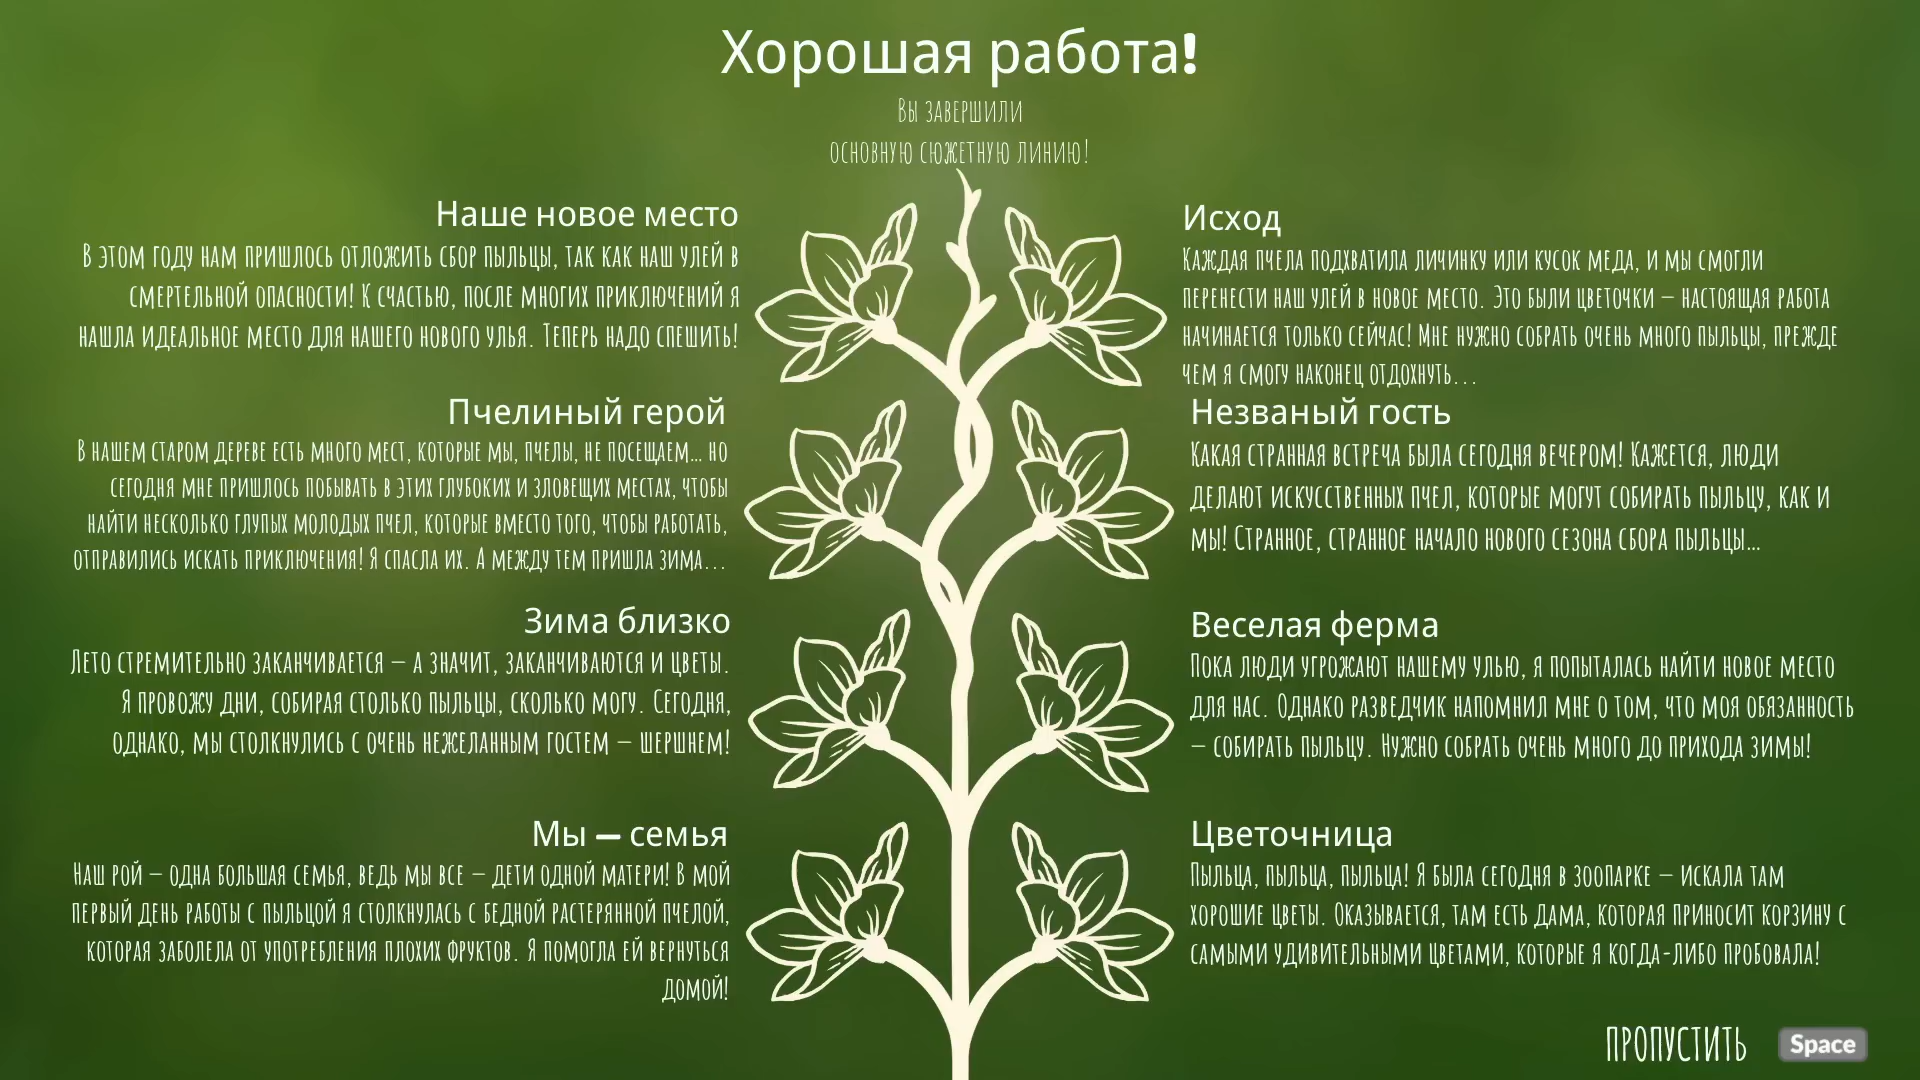 Хорошая работа!
Вы завершили
основную сюжетную линию!
Наше новое место
В этом году нам пришлось отложить сбор пыльцы, так как наш улей в
смертельной опасности! К счастью, после многих приключений я
нашла идеальное место для нашего нового улья. Теперь надо спешить!
Исход
Каждая пчела подхватила личинку или кусок меда, и мы смогли
перенести наш улей в новое место. Это были цветочки – настоящая работа
начинается только сейчас! Мне нужно собрать очень много пыльцы, прежде
чем я смогу наконец отдохнуть...
Пчелиный герой
В нашем старом дереве есть много мест, которые мы, пчелы, не посещаем... но
сегодня мне пришлось побывать в этих глубоких и зловещих местах, чтобы
найти несколько глупых молодых пчел, которые вместо того, чтобы работать,
отправились искать приключения! Я спасла их. А между тем пришла зима...
Незваный гость
Какая странная встреча была сегодня вечером! Кажется, люди
делают искусственных пчел, которые могут собирать пыльцу, как и
мы! Странное, странное начало нового сезона сбора пыльцы...
Зима близко
Лето стремительно заканчивается – а значит, заканчиваются и цветы.
Я провожу дни, собирая столько пыльцы, сколько могу. Сегодня,
однако, мы столкнулись с очень нежеланным гостем – шершнем!
Веселая ферма
Пока люди угрожают нашему улью, я попыталась найти новое место
для нас. Однако разведчик напомнил мне о том, что моя обязанность
– собирать пыльцу. Нужно собрать очень много до прихода зимы!
Мы – семья
Наш рой – одна большая семья, ведь мы все – дети одной матери! В мой
первый день работы с пыльцой я столкнулась с бедной растерянной пчелой,
которая заболела от употребления плохих фруктов. Я помогла ей вернуться
домой!
Цветочница
Пыльца, пыльца, пыльца! Я была сегодня в зоопарке – искала там
хорошие цветы. Оказывается, там есть дама, которая приносит корзину с
самыми удивительными цветами, которые я когда-либо пробовала!
Пропустить Space